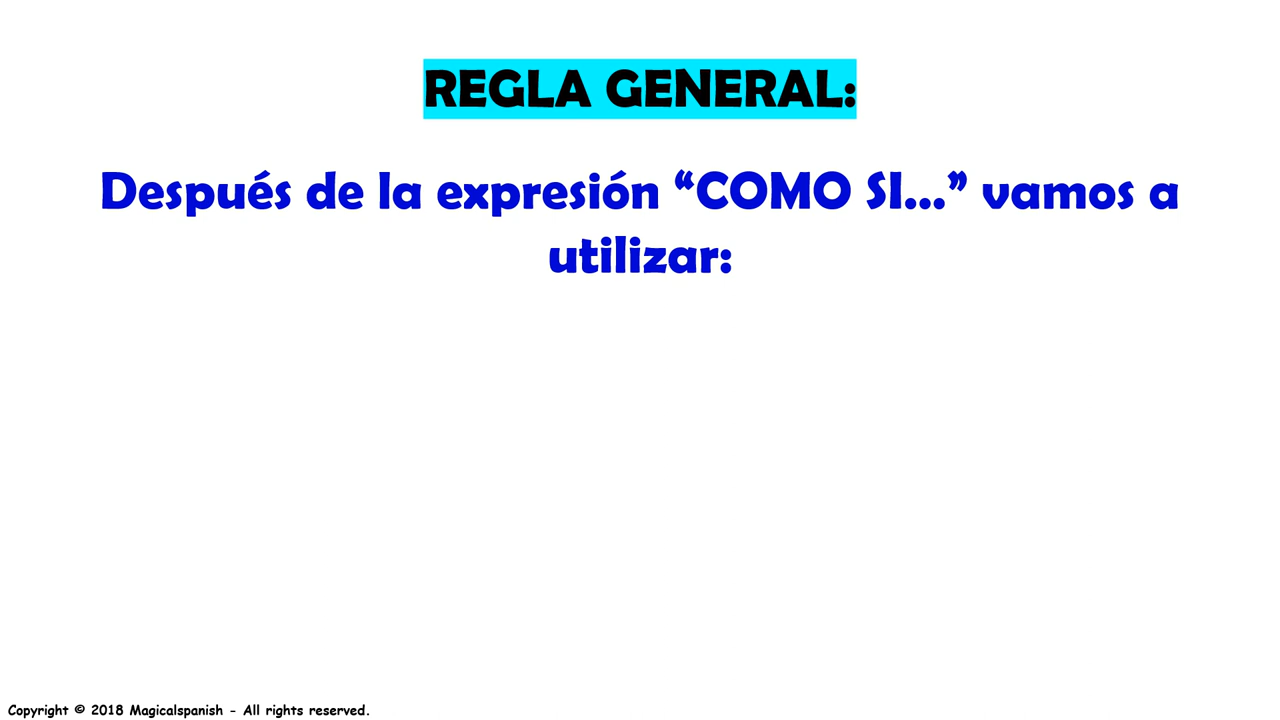 REGLA GENERAL:
Después de la expresión “COMO SI...” vamos a
utilizar:
Copyright © 2018 Magicalspanish - All rights reserved.